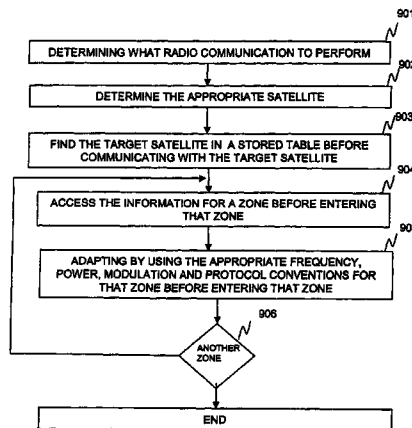 901
DETERMINING WHAT RADIO COMMUNICATION TO PERFORM
902
DETERMINE THE APPROPRIATE SATELLITE
903
FIND THE TARGET SATELLITE IN A STORED TABLE BEFORE
COMMUNICATING WITH THE TARGET SATELLITE
904
ACCESS THE INFORMATION FOR A ZONE BEFORE ENTERING
THAT ZONE
ADAPTING BY USING THE APPROPRIATE FREQUENCY,
POWER, MODULATION AND PROTOCOL CONVENTIONS FOR
THAT ZONE BEFORE ENTERING THAT ZONE
906
ANOTHER
ZONE
END